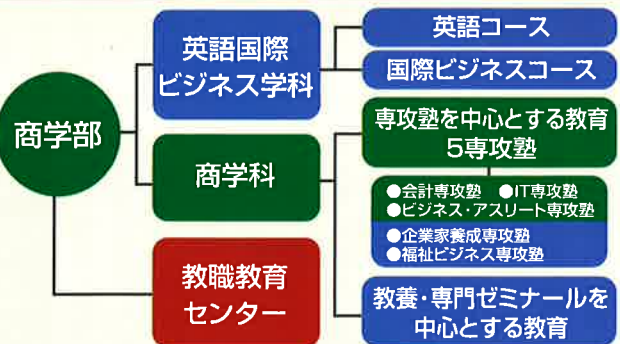 商学部
英語国際
ビジネス学科
英語コース
国際ビジネスコース
商学科
専攻塾を中心とする教育
5専攻塾
●会計専攻塾 ●IT専攻塾
●ビジネス・アスリート専攻塾
●企業家養成専攻塾
●福祉ビジネス専攻塾
教養・専門ゼミナールを
中心とする教育
教職教育
センター